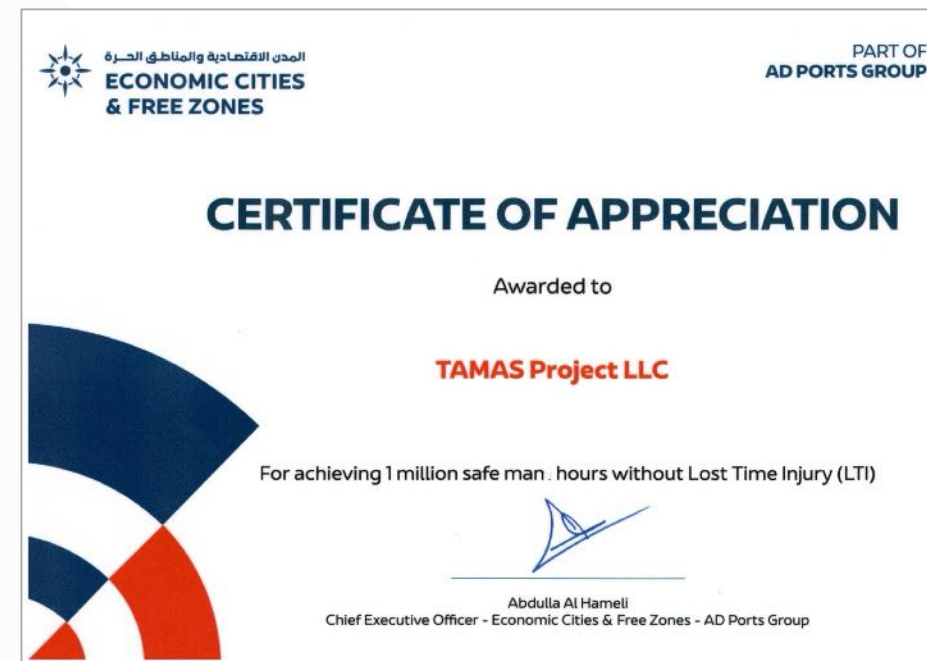 المدن الاقتصادية والمناطق الحرة
ECONOMIC CITIES
& FREE ZONES
PART OF
AD PORTS GROUP
CERTIFICATE OF APPRECIATION
Awarded to
TAMAS Project LLC
For achieving 1 million safe man hours without Lost Time Injury (LTI)
Abdulla Al Hameli
Chief Executive Officer - Economic Cities & Free Zones - AD Ports Group